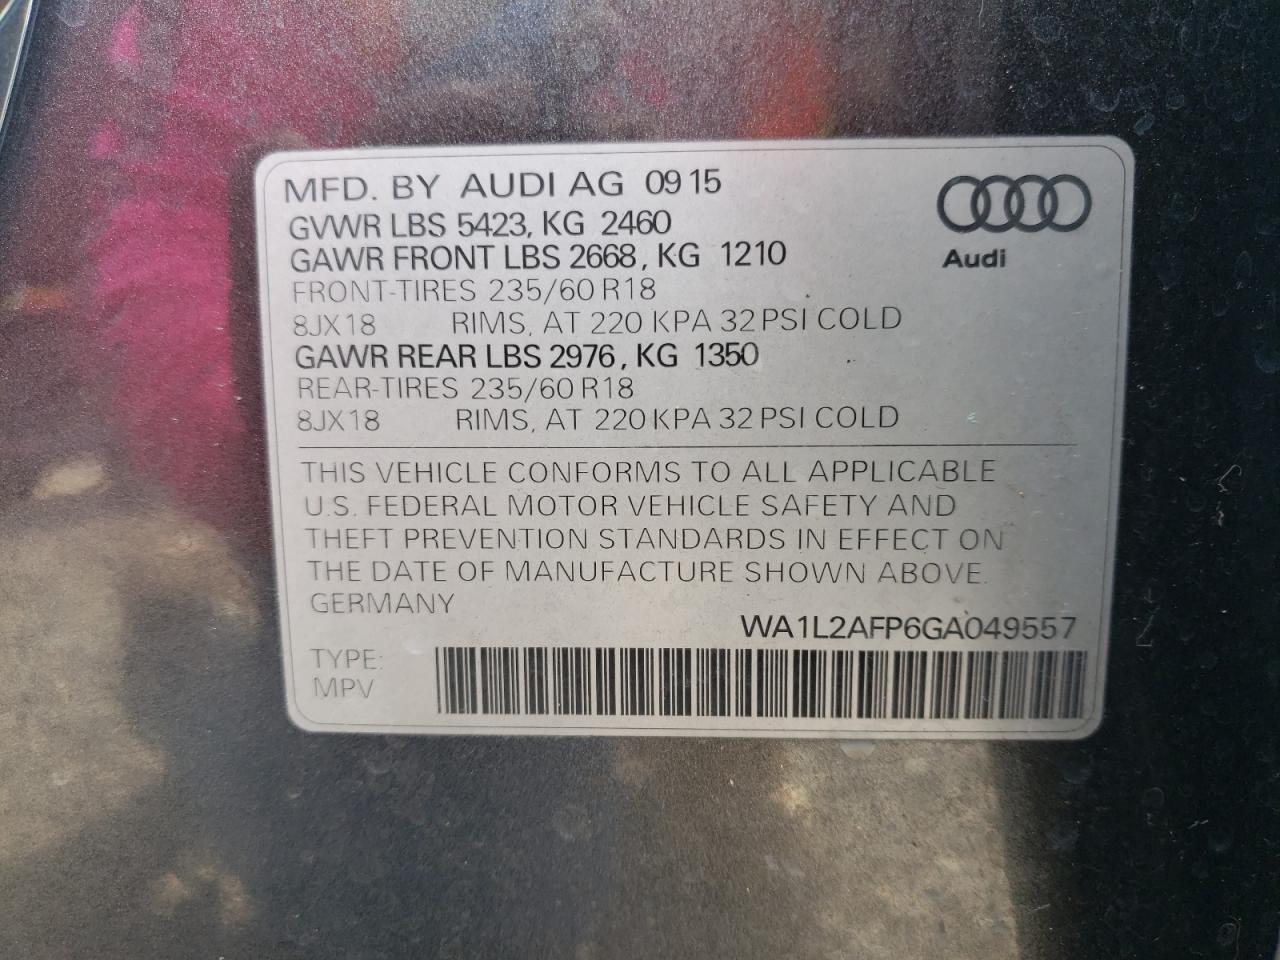 MFD. BY AUDI AG 09 15
GVWR LBS 5423, KG 2460
GAWR FRONT LBS 2668, KG 1210
FRONT-TIRES 235/60 R18
8JX18 RIMS, AT 220 KPA 32 PSI COLD
GAWR REAR LBS 2976, KG 1350
REAR-TIRES 235/60 R18
8JX18 RIMS, AT 220 KPA 32 PSI COLD
Audi
THIS VEHICLE CONFORMS TO ALL APPLICABLE
U.S. FEDERAL MOTOR VEHICLE SAFETY AND
THEFT PREVENTION STANDARDS IN EFFECT ON
THE DATE OF MANUFACTURE SHOWN ABOVE.
GERMANY
WA1L2AFP6GA049557
TYPE:
MPV